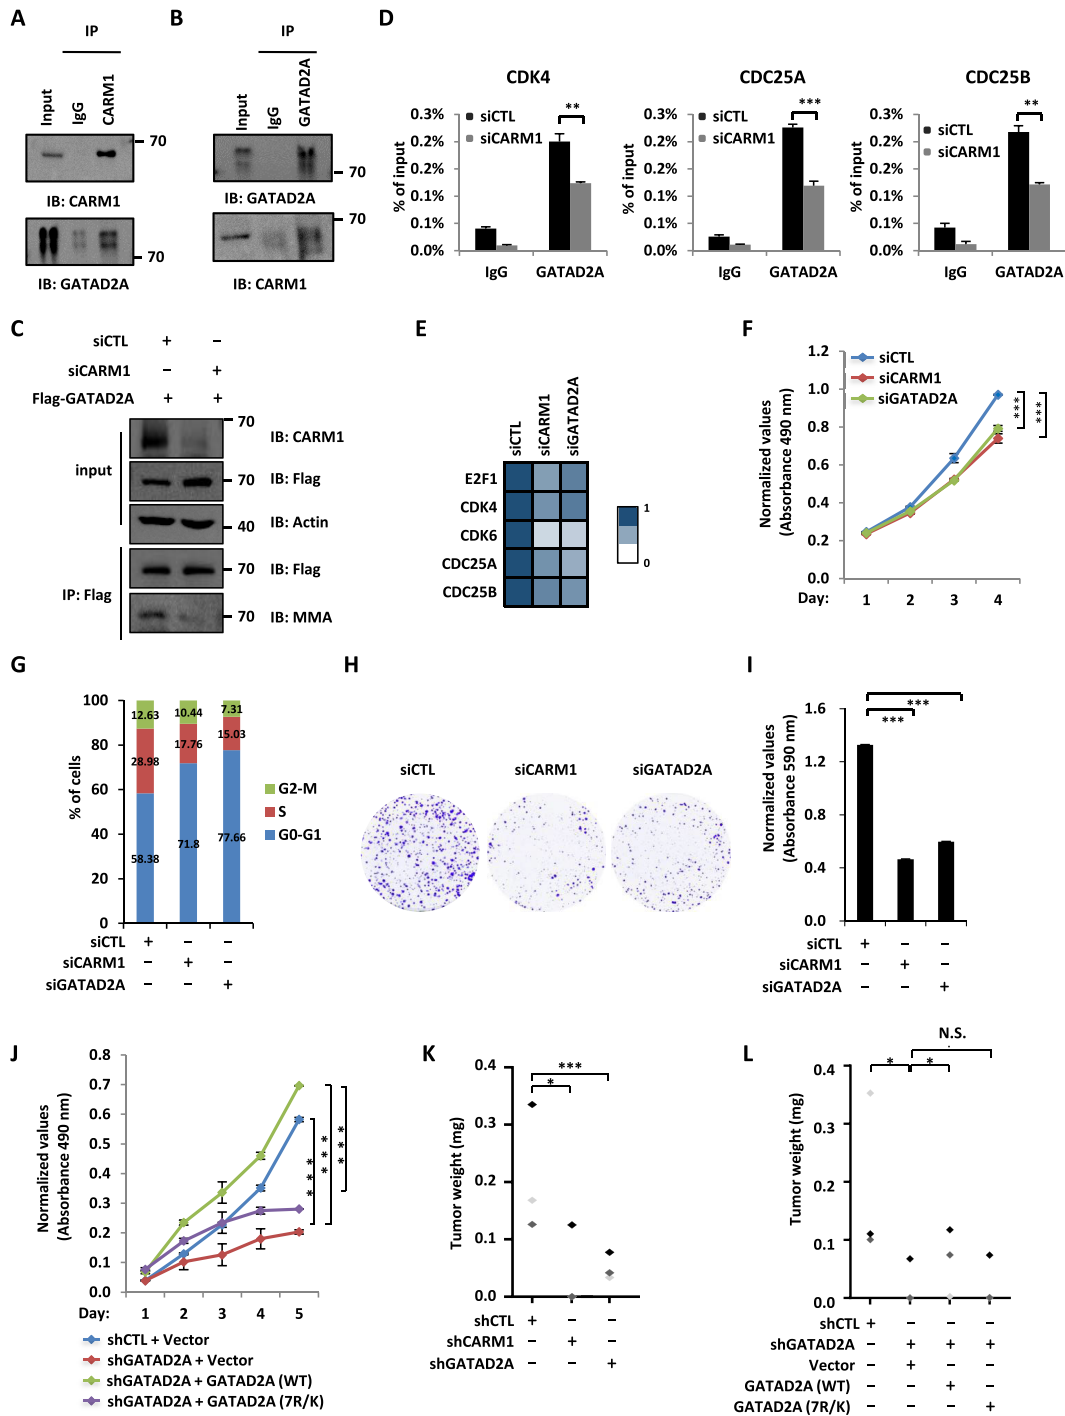 A
IP
Input
IgG
CARM1
70
IB: CARM1
70
IB: GATAD2A
B
IP
Input
IgG
GATAD2A
70
IB: GATAD2A
70
IB: CARM1
D
CDK4
siCTL
siCARM1
**
% of input
0.3%
0.2%
0.2%
0.1%
0.1%
0.0%
IgG
GATAD2A
CDC25A
siCTL
siCARM1
***
% of input
0.3%
0.2%
0.2%
0.1%
0.1%
0.0%
IgG
GATAD2A
CDC25B
siCTL
siCARM1
**
% of input
0.3%
0.2%
0.2%
0.1%
0.1%
0.0%
IgG
GATAD2A
C
siCTL + −
siCARM1 − +
Flag-GATAD2A + +
input
70
IB: CARM1
70
IB: Flag
40
IB: Actin
IP: Flag
70
IB: Flag
70
IB: MMA
E
siCTL
siCARM1
siGATAD2A
E2F1
CDK4
CDK6
CDC25A
CDC25B
1
0
F
Normalized values
(Absorbance 490 nm)
1.2
1.0
0.8
0.6
0.4
0.2
0.0
siCTL
siCARM1
siGATAD2A
***
***
Day: 1 2 3 4
G
% of cells
100
80
60
40
20
0
12.63
28.98
58.38
10.44
17.76
71.8
7.31
15.03
77.66
G2-M
S
G0-G1
siCTL + − −
siCARM1 − + −
siGATAD2A − − +
H
siCTL
siCARM1
siGATAD2A
I
Normalized values
(Absorbance 590 nm)
1.6
1.2
0.8
0.4
0.0
***
***
siCTL + − −
siCARM1 − + −
siGATAD2A − − +
J
Normalized values
(Absorbance 490 nm)
0.8
0.7
0.6
0.5
0.4
0.3
0.2
0.1
0.0
***
***
***
Day: 1 2 3 4 5
shCTL + Vector
shGATAD2A + Vector
shGATAD2A + GATAD2A (WT)
shGATAD2A + GATAD2A (7R/K)
K
Tumor weight (mg)
0.4
0.3
0.2
0.1
0.0
***
*
shCTL + − −
shCARM1 − + −
shGATAD2A − − +
L
N.S.
*
*
Tumor weight (mg)
0.4
0.3
0.2
0.1
0.0
shCTL + − − −
shGATAD2A − + + +
Vector − + − −
GATAD2A (WT) − − + −
GATAD2A (7R/K) − − − +